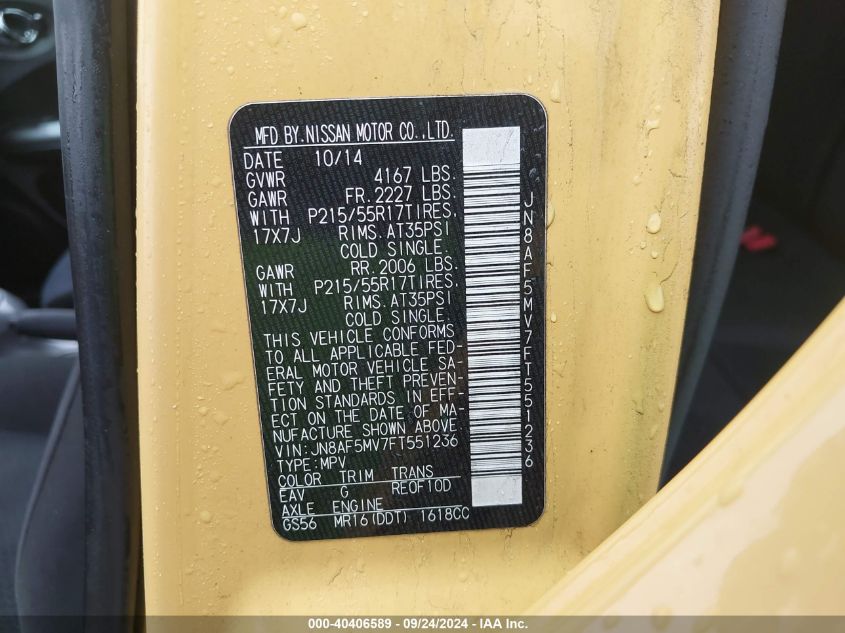 MFD BY.NISSAN MOTOR CO.,LTD.
DATE 10/14
GVWR 4167 LBS.
GAWR FR.2227 LBS.
WITH P215/55R17TIRES,
17X7J RIMS.AT35PSI
COLD SINGLE.
GAWR RR.2006 LBS.
WITH P215/55R17TIRES,
17X7J RIMS.AT35PSI
COLD SINGLE.
THIS VEHICLE CONFORMS
TO ALL APPLICABLE FED-
ERAL MOTOR VEHICLE SA-
FETY AND THEFT PREVEN-
TION STANDARDS IN EFF-
ECT ON THE DATE OF MA-
NUFACTURE SHOWN ABOVE.
VIN:JN8AF5MV7FT551236
TYPE:MPV
COLOR TRIM TRANS
EAV G RE0F10D
AXLE ENGINE
GS56 MR16(DDT) 1618CC
JN8AF5MV7FT551236
000-40406589 - 09/24/2024 - IAA Inc.